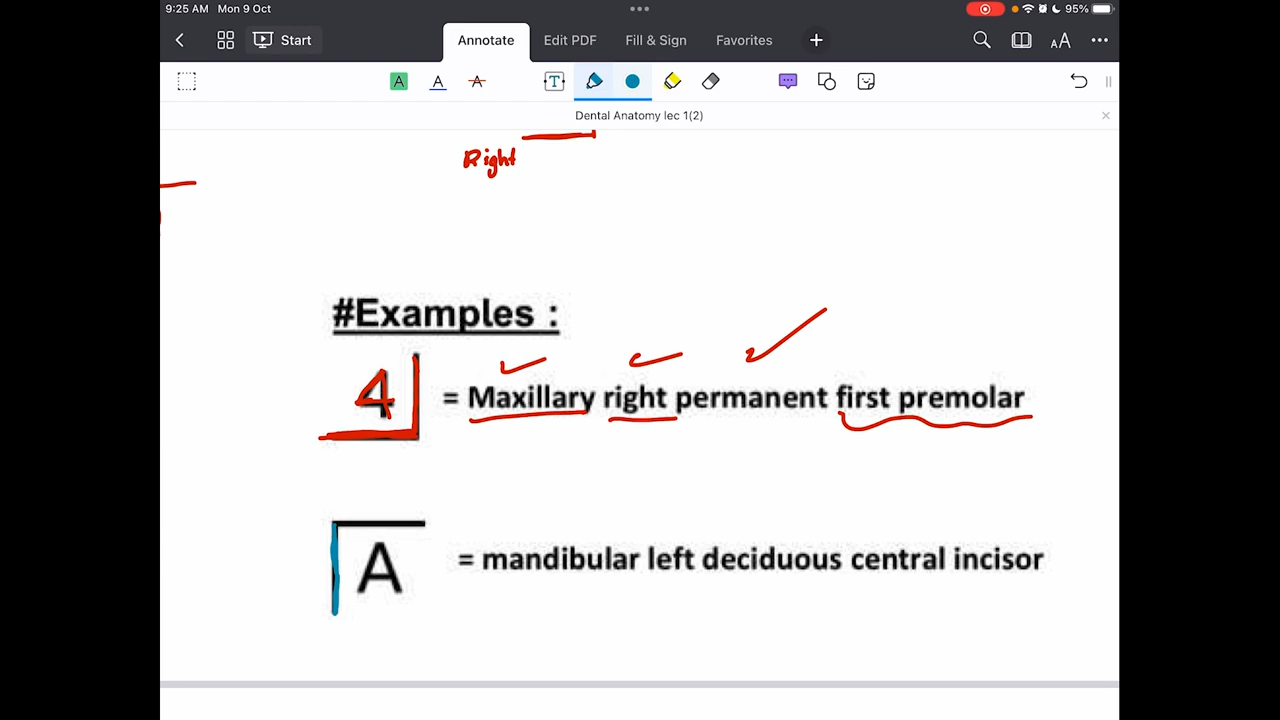 9:25 AM Mon 9 Oct 95%
Start Annotate Edit PDF Fill & Sign Favorites
Dental Anatomy lec 1(2)
Right
#Examples :
4 = Maxillary right permanent first premolar
A = mandibular left deciduous central incisor